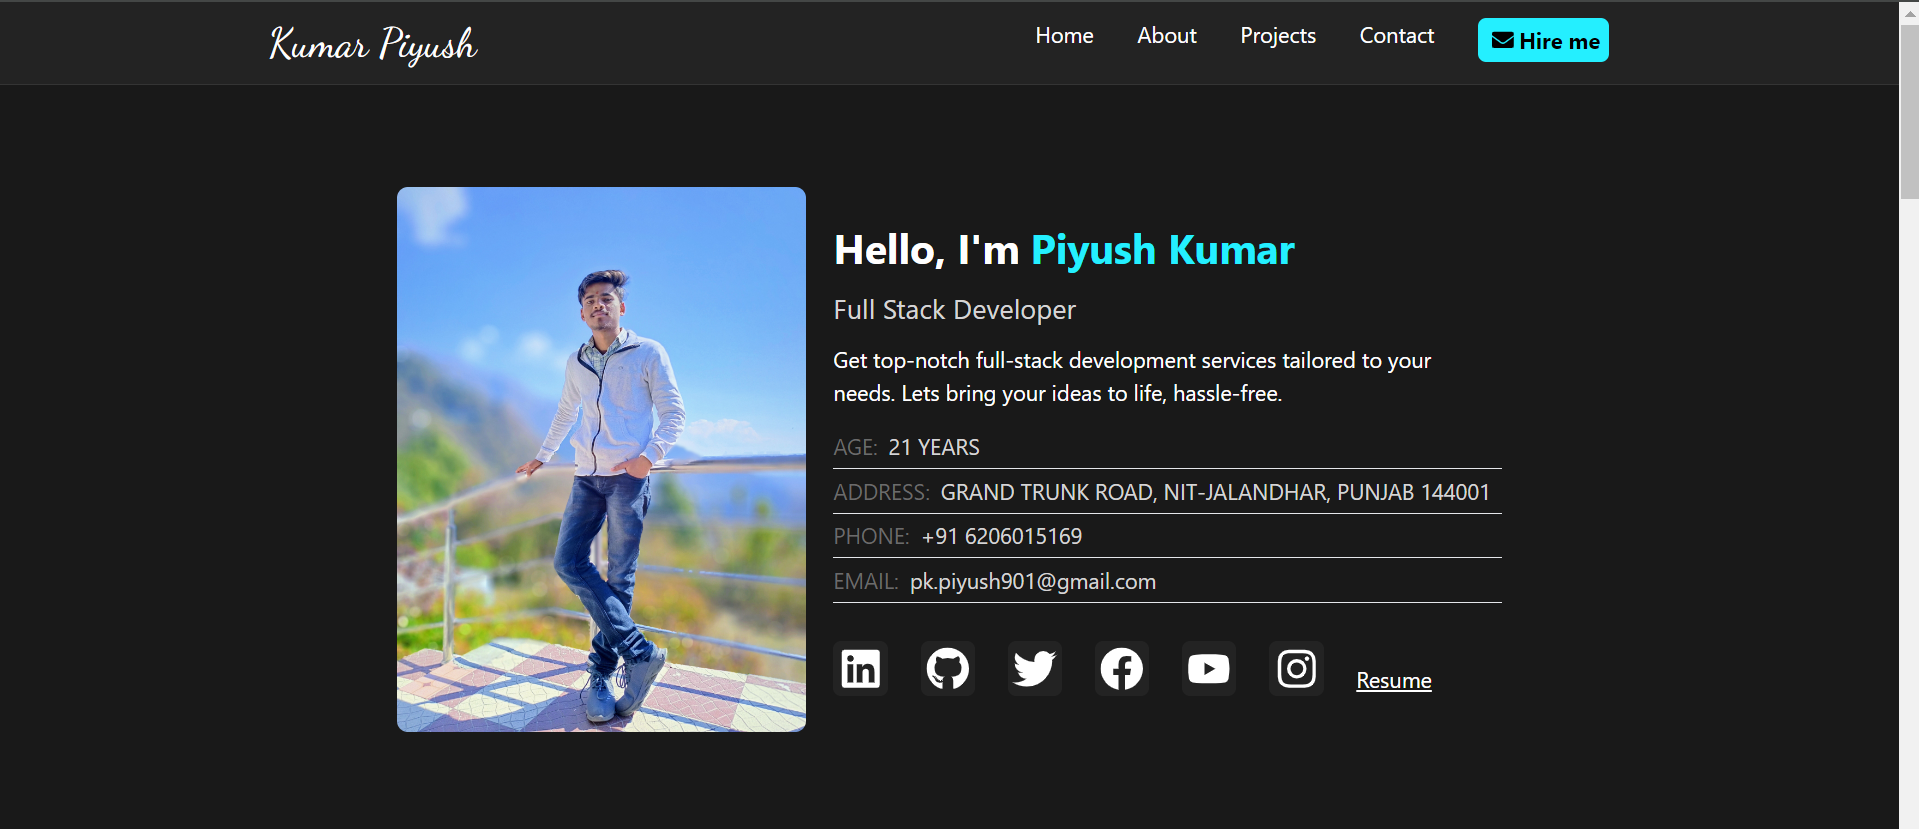 Kumar Piyush
Home About Projects Contact Hire me
Hello, I'm Piyush Kumar
Full Stack Developer
Get top-notch full-stack development services tailored to your
needs. Lets bring your ideas to life, hassle-free.
AGE: 21 YEARS
ADDRESS: GRAND TRUNK ROAD, NIT-JALANDHAR, PUNJAB 144001
PHONE: +91 6206015169
EMAIL: pk.piyush901@gmail.com
Resume